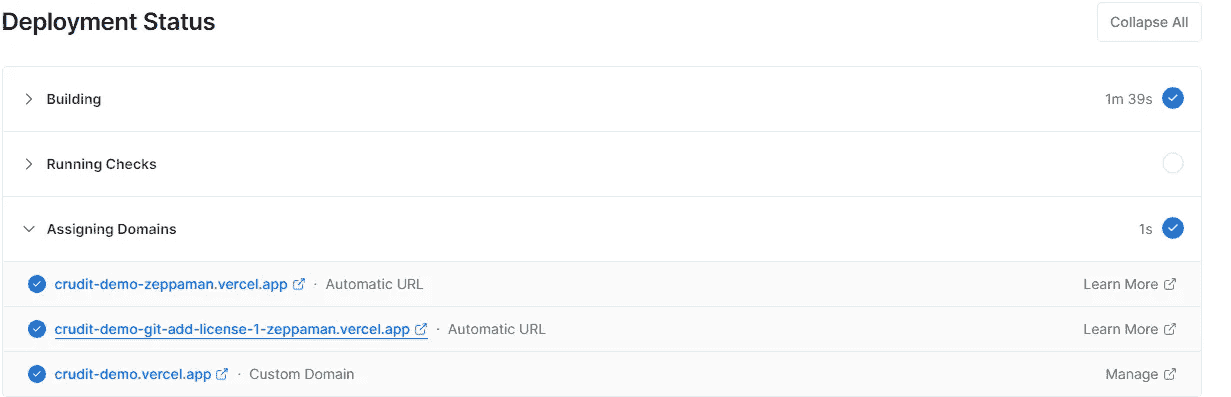 Deployment Status
Collapse All
Building
1m 39s
Running Checks
Assigning Domains
1s
crudit-demo-zeppaman.vercel.app · Automatic URL
Learn More
crudit-demo-git-add-license-1-zeppaman.vercel.app · Automatic URL
Learn More
crudit-demo.vercel.app · Custom Domain
Manage